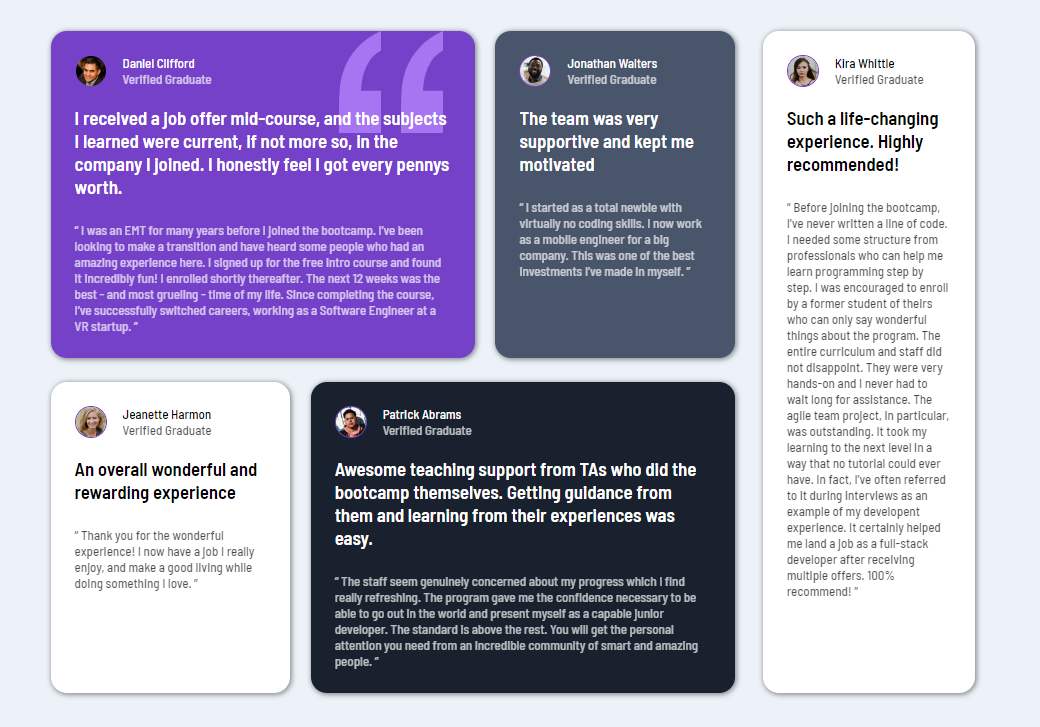 Daniel Clifford
Verified Graduate
I received a job offer mid-course, and the subjects
I learned were current, if not more so, in the
company I joined. I honestly feel I got every pennys
worth.
“ I was an EMT for many years before I joined the bootcamp. I’ve been
looking to make a transition and have heard some people who had an
amazing experience here. I signed up for the free intro course and found
it incredibly fun! I enrolled shortly thereafter. The next 12 weeks was the
best - and most grueling - time of my life. Since completing the course,
I’ve successfully switched careers, working as a Software Engineer at a
VR startup. ”
Jonathan Walters
Verified Graduate
The team was very
supportive and kept me
motivated
“ I started as a total newbie with
virtually no coding skills. I now work
as a mobile engineer for a big
company. This was one of the best
investments I’ve made in myself. ”
Kira Whittle
Verified Graduate
Such a life-changing
experience. Highly
recommended!
“ Before joining the bootcamp,
I’ve never written a line of code.
I needed some structure from
professionals who can help me
learn programming step by
step. I was encouraged to enroll
by a former student of theirs
who can only say wonderful
things about the program. The
entire curriculum and staff did
not disappoint. They were very
hands-on and I never had to
wait long for assistance. The
agile team project, in particular,
was outstanding. It took my
learning to the next level in a
way that no tutorial could ever
have. In fact, I’ve often referred
to it during interviews as an
example of my developent
experience. It certainly helped
me land a job as a full-stack
developer after receiving
multiple offers. 100%
recommend! ”
Jeanette Harmon
Verified Graduate
An overall wonderful and
rewarding experience
“ Thank you for the wonderful
experience! I now have a job I really
enjoy, and make a good living while
doing something I love. ”
Patrick Abrams
Verified Graduate
Awesome teaching support from TAs who did the
bootcamp themselves. Getting guidance from
them and learning from their experiences was
easy.
“ The staff seem genuinely concerned about my progress which I find
really refreshing. The program gave me the confidence necessary to be
able to go out in the world and present myself as a capable junior
developer. The standard is above the rest. You will get the personal
attention you need from an incredible community of smart and amazing
people. ”